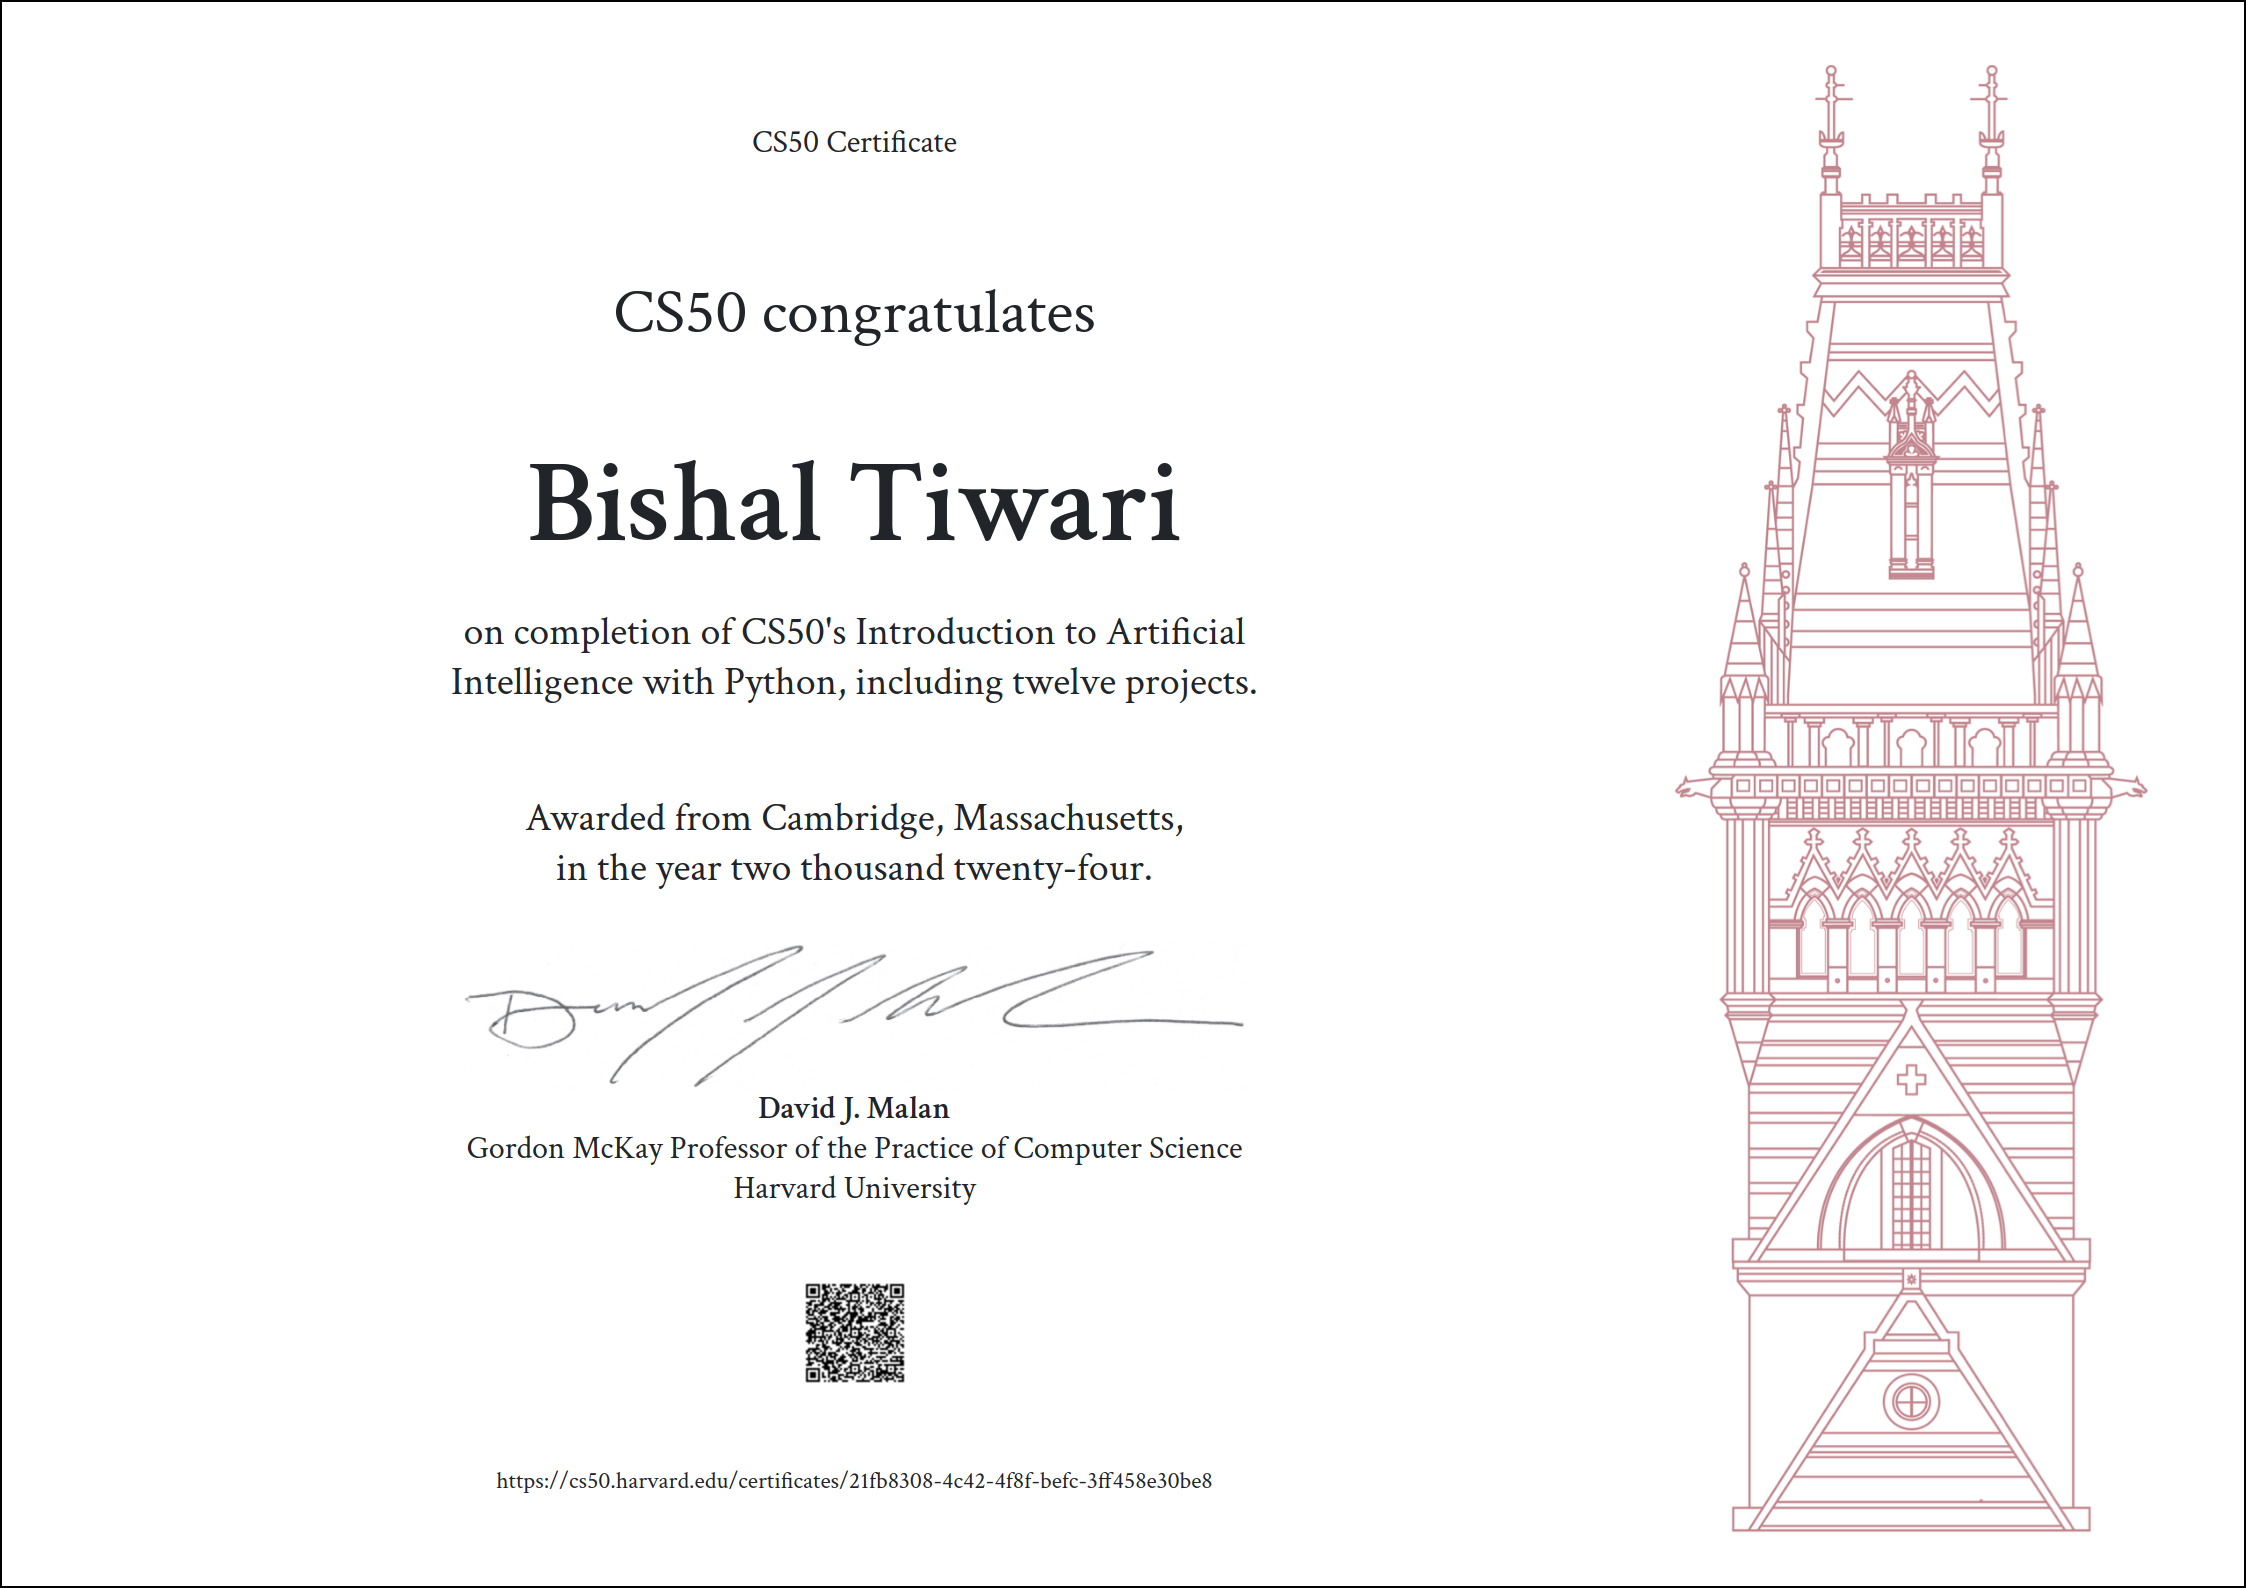 CS50 Certificate
CS50 congratulates
Bishal Tiwari
on completion of CS50's Introduction to Artificial
Intelligence with Python, including twelve projects.
Awarded from Cambridge, Massachusetts,
in the year two thousand twenty-four.
David J. Malan
Gordon McKay Professor of the Practice of Computer Science
Harvard University
https://cs50.harvard.edu/certificates/21fb8308-4c42-4f8f-befc-3ff458e30be8